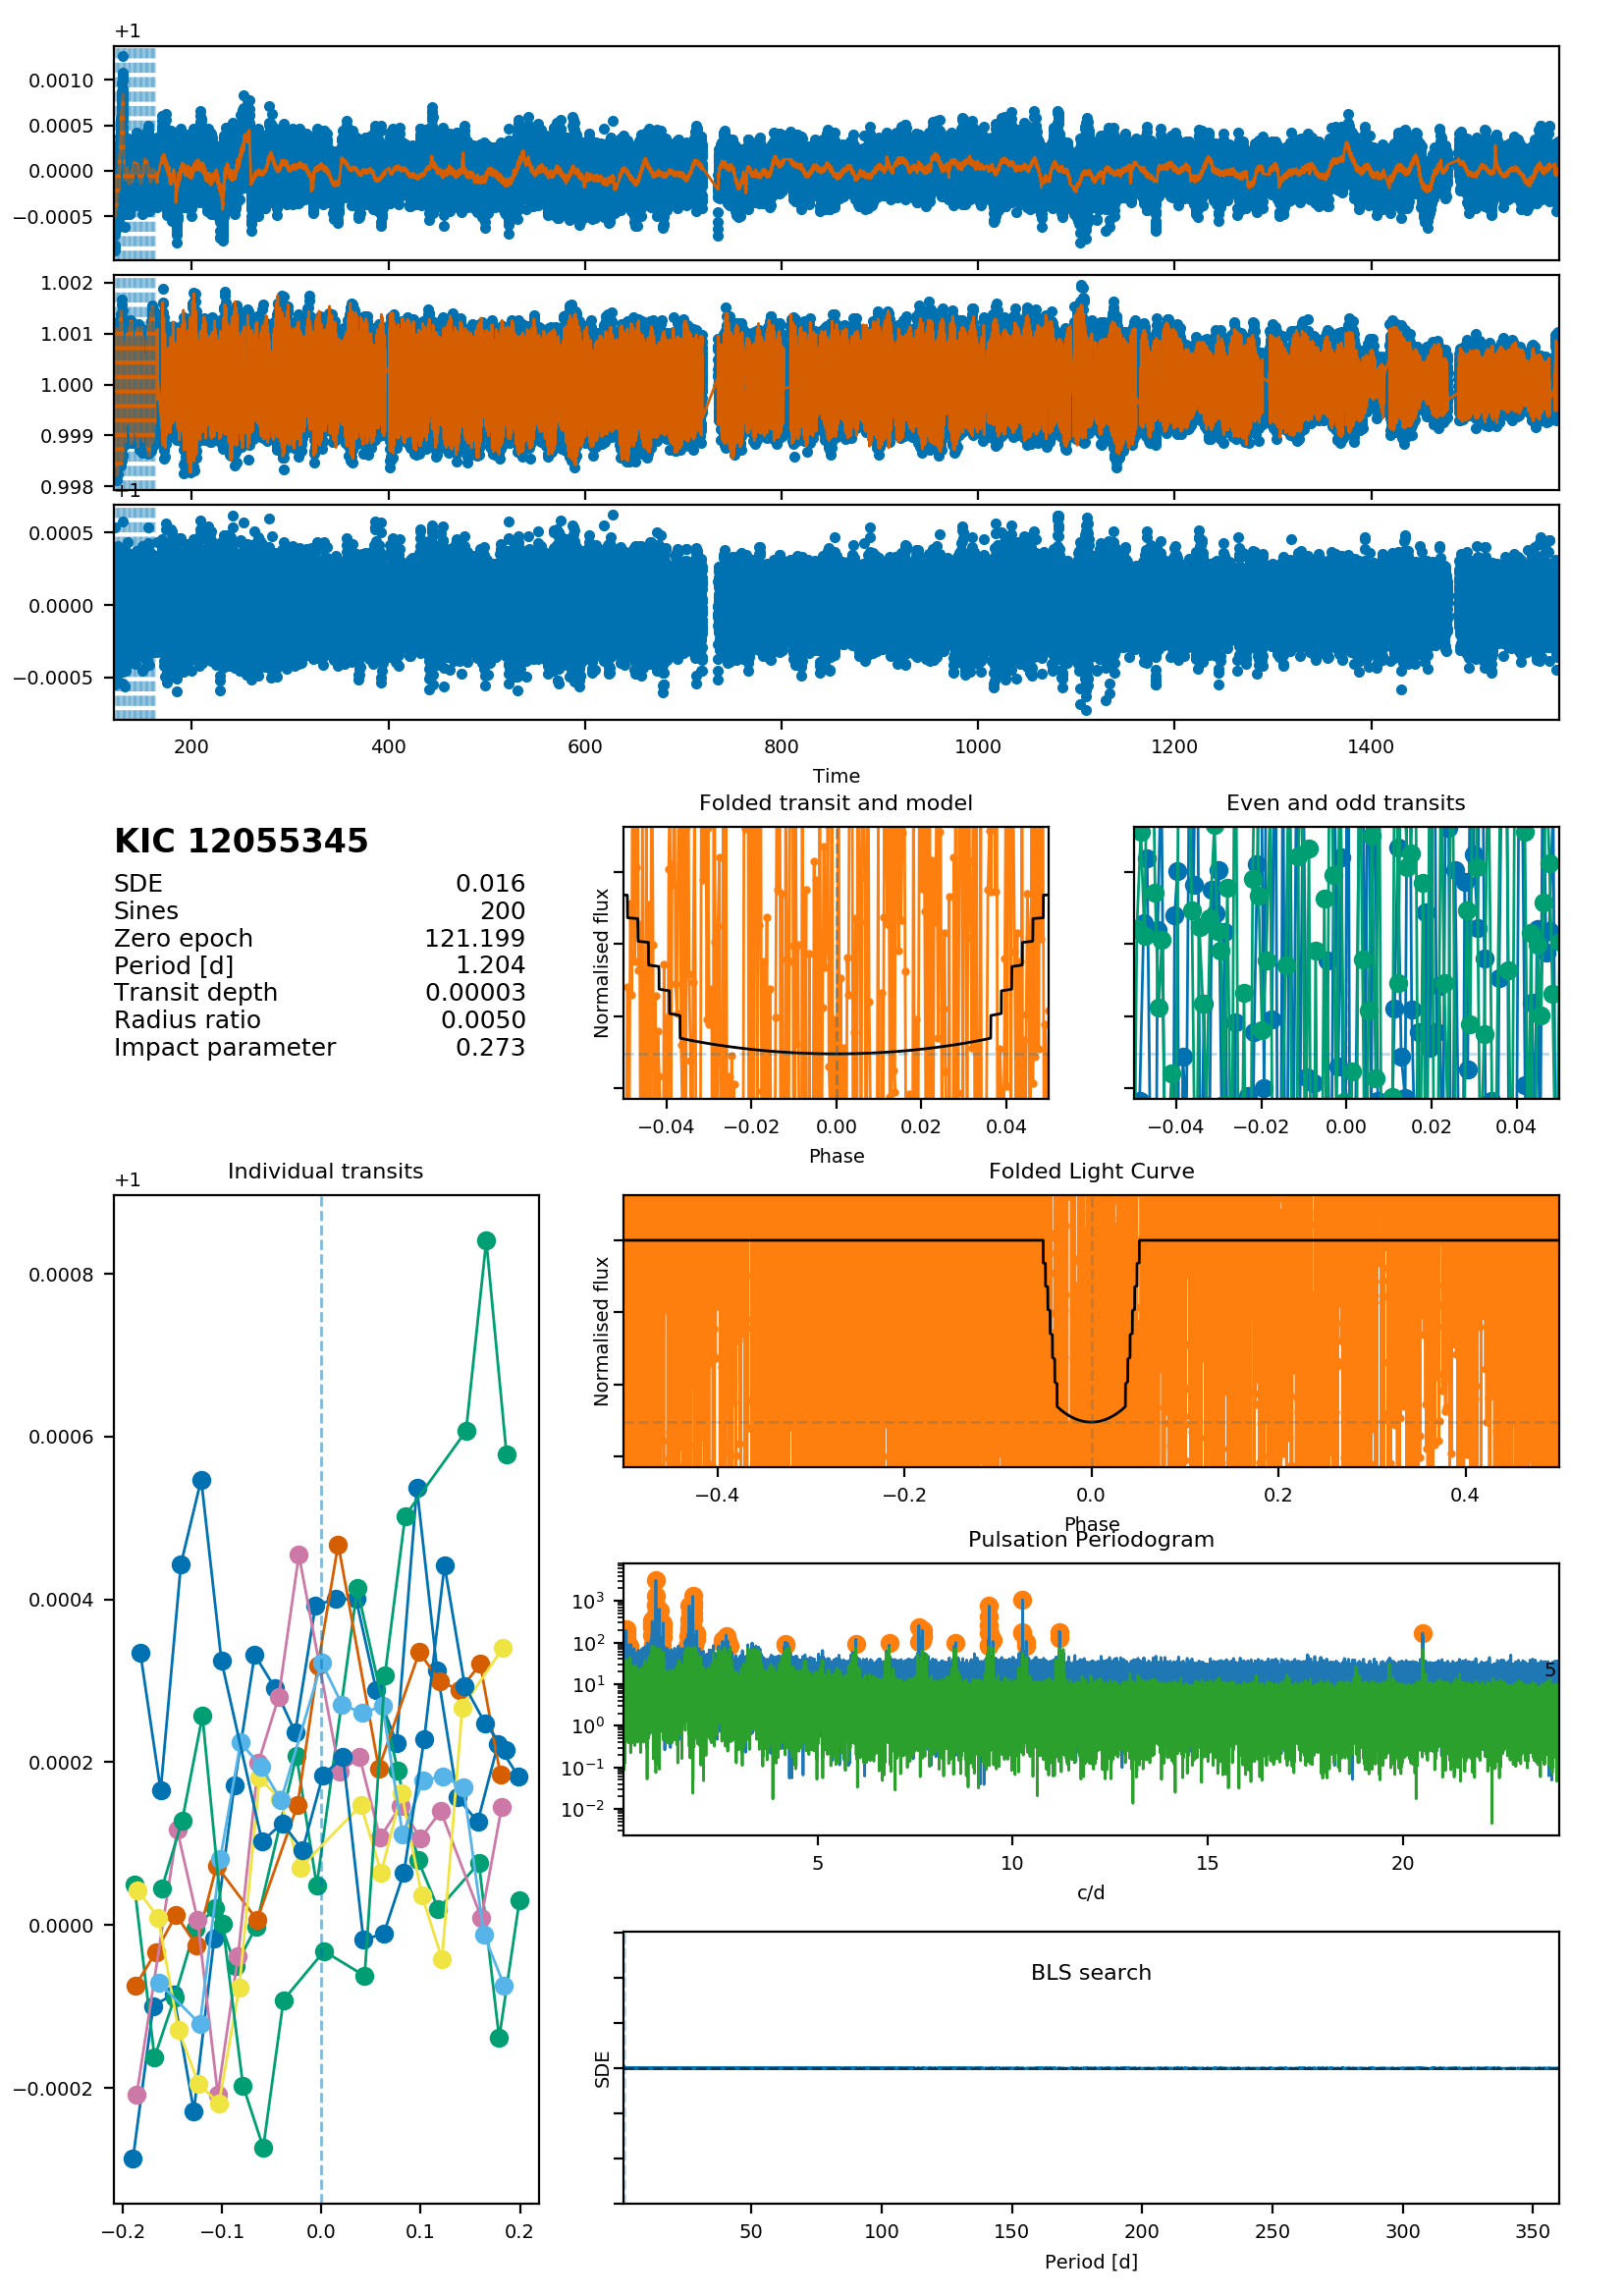 +1
0.0010
0.0005
0.0000
−0.0005
1.002
1.001
1.000
0.999
0.998
+1
0.0005
0.0000
−0.0005
200 400 600 800 1000 1200 1400
Time
KIC 12055345
SDE 0.016
Sines 200
Zero epoch 121.199
Period [d] 1.204
Transit depth 0.00003
Radius ratio 0.0050
Impact parameter 0.273
Folded transit and model
Normalised flux
−0.04 −0.02 0.00 0.02 0.04
Phase
Even and odd transits
−0.04 −0.02 0.00 0.02 0.04
Individual transits
+1
0.0008
0.0006
0.0004
0.0002
0.0000
−0.0002
−0.2 −0.1 0.0 0.1 0.2
Folded Light Curve
Normalised flux
−0.4 −0.2 0.0 0.2 0.4
Phase
Pulsation Periodogram
10³
10²
10¹
10⁰
10⁻¹
10⁻²
5
5 10 15 20
c/d
BLS search
SDE
50 100 150 200 250 300 350
Period [d]